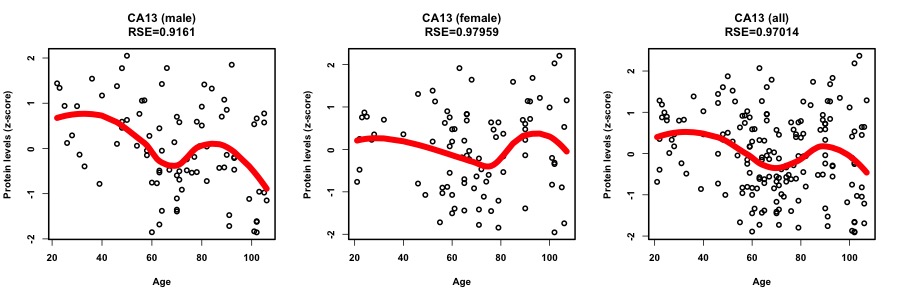 CA13 (male)
RSE=0.9161
Protein levels (z-score)
2
1
0
-1
-2
20 40 60 80 100
Age
CA13 (female)
RSE=0.97959
Protein levels (z-score)
2
1
0
-1
-2
20 40 60 80 100
Age
CA13 (all)
RSE=0.97014
Protein levels (z-score)
2
1
0
-1
-2
20 40 60 80 100
Age